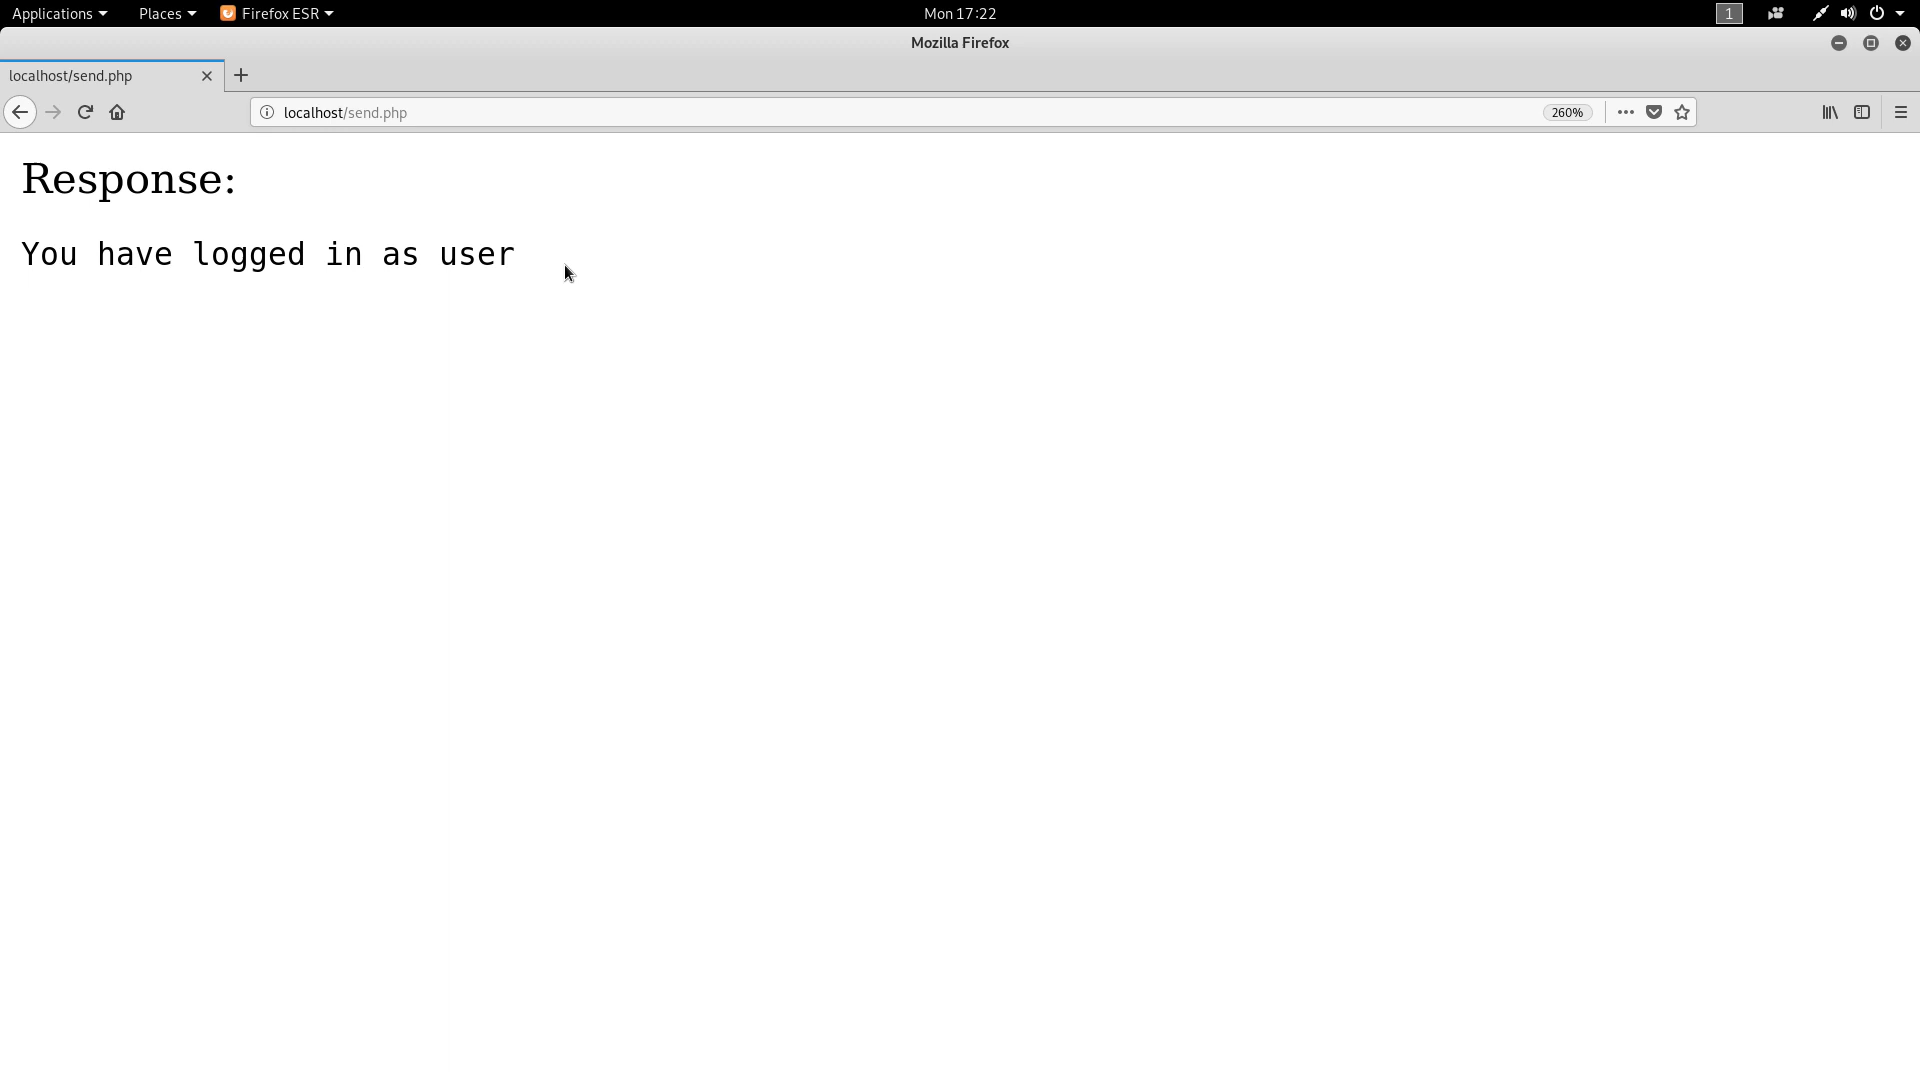 Applications Places Firefox ESR Mon 17:22 1
Mozilla Firefox
localhost/send.php
localhost/send.php 260%
Response:
You have logged in as user